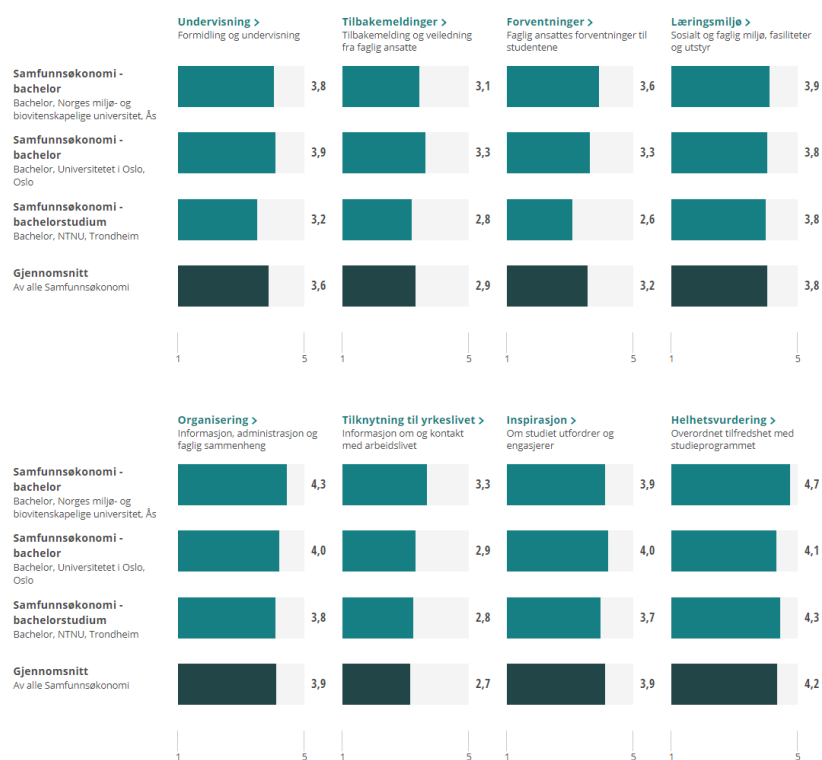 Undervisning >
Formidling og undervisning
Tilbakemeldinger >
Tilbakemelding og veiledning
fra faglig ansatte
Forventninger >
Faglig ansattes forventninger til
studentene
Læringsmiljø >
Sosialt og faglig miljø, fasiliteter
og utstyr
Samfunnsøkonomi -
bachelor
Bachelor, Norges miljø- og
biovitenskapelige universitet, Ås
3,8
3,1
3,6
3,9
Samfunnsøkonomi -
bachelor
Bachelor, Universitetet i Oslo,
Oslo
3,9
3,3
3,3
3,8
Samfunnsøkonomi -
bachelorstudium
Bachelor, NTNU, Trondheim
3,2
2,8
2,6
3,8
Gjennomsnitt
Av alle Samfunnsøkonomi
3,6
2,9
3,2
3,8
1 5 1 5 1 5 1 5
Organisering >
Informasjon, administrasjon og
faglig sammenheng
Tilknytning til yrkeslivet >
Informasjon om og kontakt
med arbeidslivet
Inspirasjon >
Om studiet utfordrer og
engasjerer
Helhetsvurdering >
Overordnet tilfredshet med
studieprogrammet
Samfunnsøkonomi -
bachelor
Bachelor, Norges miljø- og
biovitenskapelige universitet, Ås
4,3
3,3
3,9
4,7
Samfunnsøkonomi -
bachelor
Bachelor, Universitetet i Oslo,
Oslo
4,0
2,9
4,0
4,1
Samfunnsøkonomi -
bachelorstudium
Bachelor, NTNU, Trondheim
3,8
2,8
3,7
4,3
Gjennomsnitt
Av alle Samfunnsøkonomi
3,9
2,7
3,9
4,2
1 5 1 5 1 5 1 5